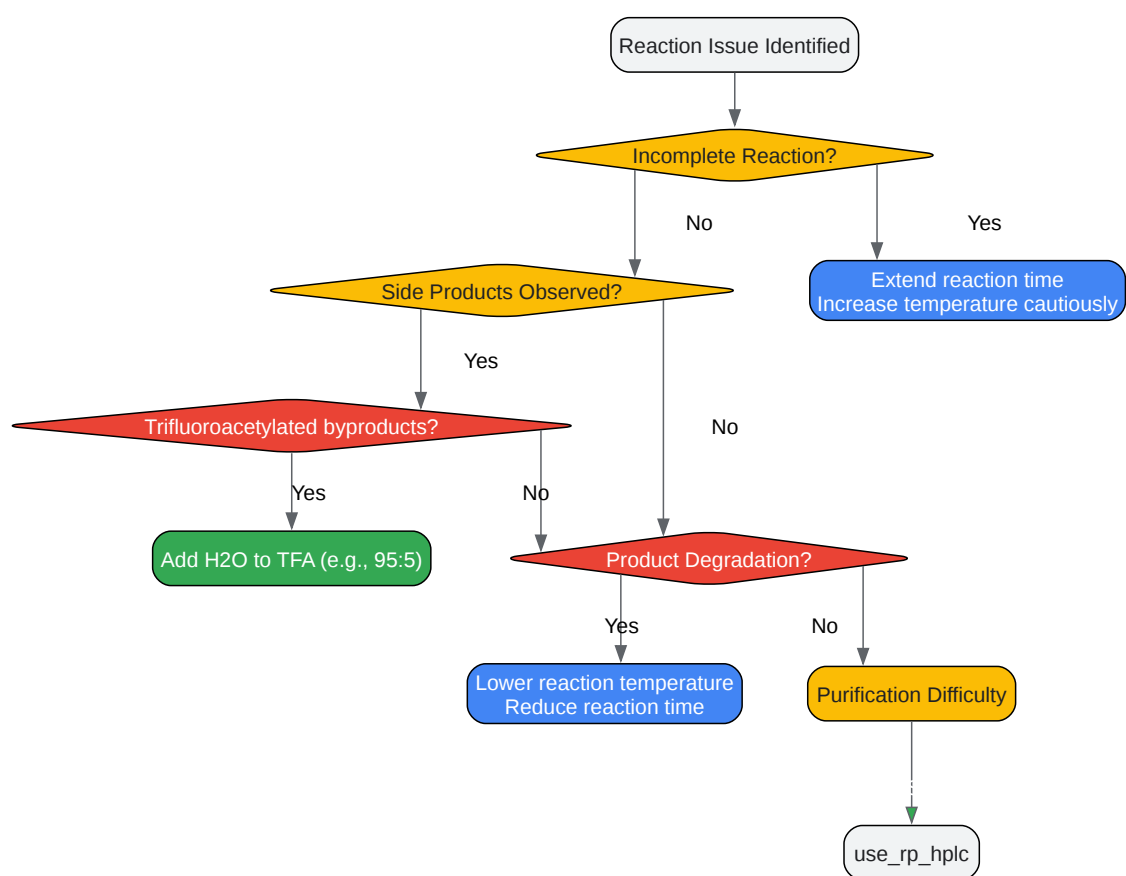 Reaction Issue Identified
Incomplete Reaction?
No
Yes
Extend reaction time
Increase temperature cautiously
Side Products Observed?
Yes
No
Trifluoroacetylated byproducts?
Yes
No
Add H2O to TFA (e.g., 95:5)
Product Degradation?
Yes
No
Lower reaction temperature
Reduce reaction time
Purification Difficulty
use_rp_hplc